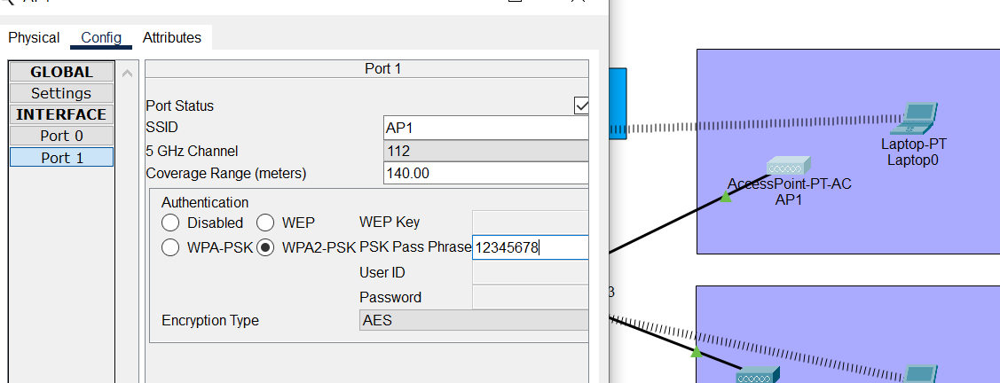 Physical Config Attributes
GLOBAL
Settings
INTERFACE
Port 0
Port 1
Port 1
Port Status
SSID AP1
5 GHz Channel 112
Coverage Range (meters) 140.00
Authentication
Disabled WEP WEP Key
WPA-PSK WPA2-PSK PSK Pass Phrase 12345678
User ID
Password
Encryption Type AES
Laptop-PT
Laptop0
AccessPoint-PT-AC
AP1
3